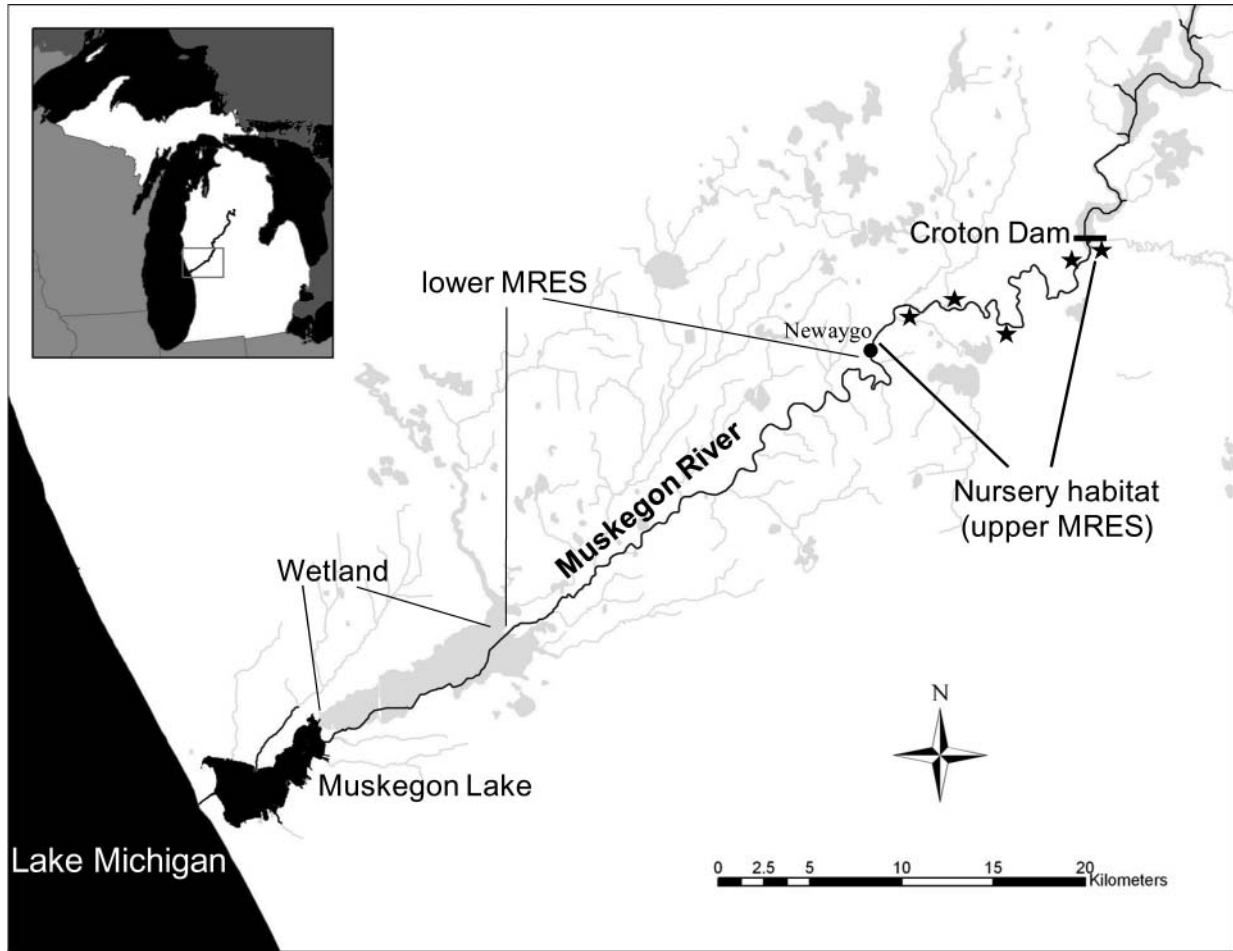 Croton Dam
lower MRES
Newaygo
Muskegon River
Nursery habitat
(upper MRES)
Wetland
N
Muskegon Lake
Lake Michigan
0 2.5 5 10 15 20
Kilometers